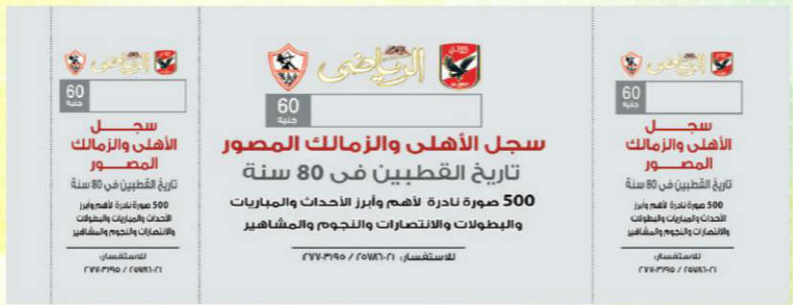 الرياضى
60
جنيه
سجل
الأهلى والزمالك
المصور
تاريخ القطبين فى 80 سنة
500 صورة نادرة لأهم وأبرز
الأحداث والمباريات والبطولات
والانتصارات والنجوم والمشاهير
للاستفسار:
٢٥٧٨٦٠٢١ / ٢٧٧٠٣١٩٥
الرياضى
60
جنيه
سجل الأهلى والزمالك المصور
تاريخ القطبين فى 80 سنة
500 صورة نادرة لأهم وأبرز الأحداث والمباريات
والبطولات والانتصارات والنجوم والمشاهير
للاستفسار: ٢٥٧٨٦٠٢١ / ٢٧٧٠٣١٩٥
الرياضى
60
جنيه
سجل
الأهلى والزمالك
المصور
تاريخ القطبين فى 80 سنة
500 صورة نادرة لأهم وأبرز
الأحداث والمباريات والبطولات
والانتصارات والنجوم والمشاهير
للاستفسار:
٢٥٧٨٦٠٢١ / ٢٧٧٠٣١٩٥